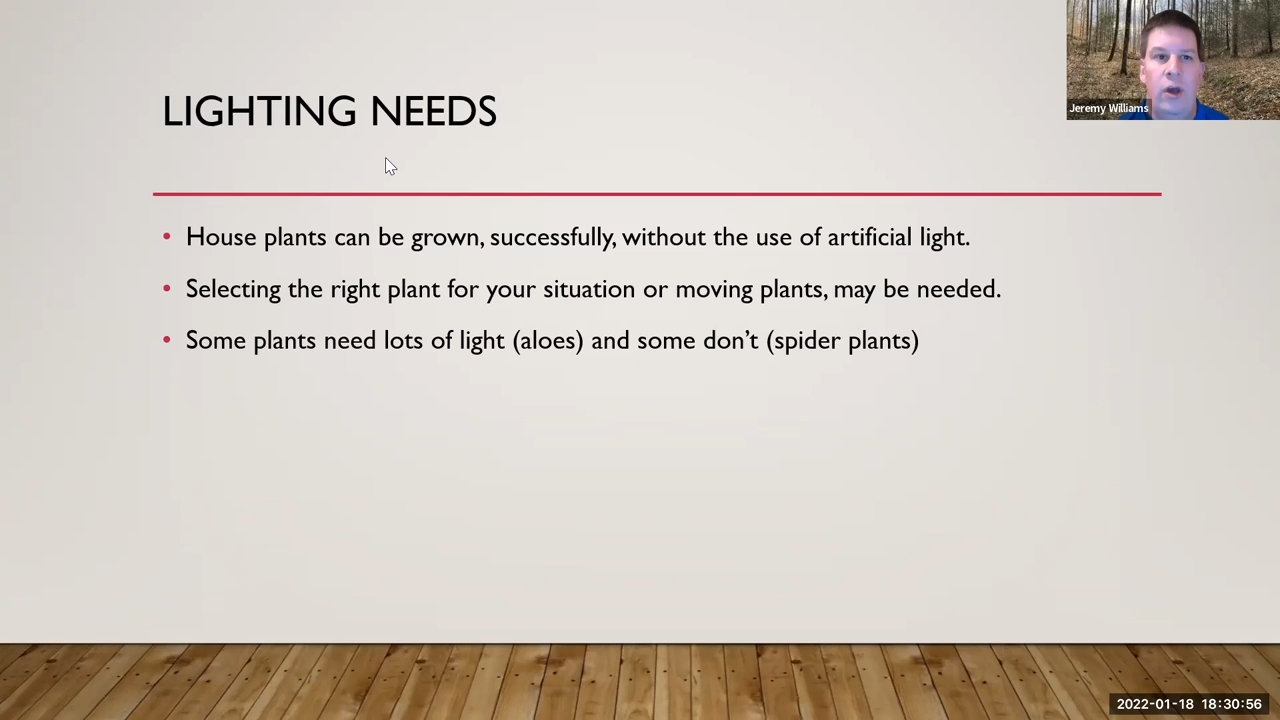 LIGHTING NEEDS
Jeremy Williams
• House plants can be grown, successfully, without the use of artificial light.
• Selecting the right plant for your situation or moving plants, may be needed.
• Some plants need lots of light (aloes) and some don’t (spider plants)
2022-01-18 18:30:56